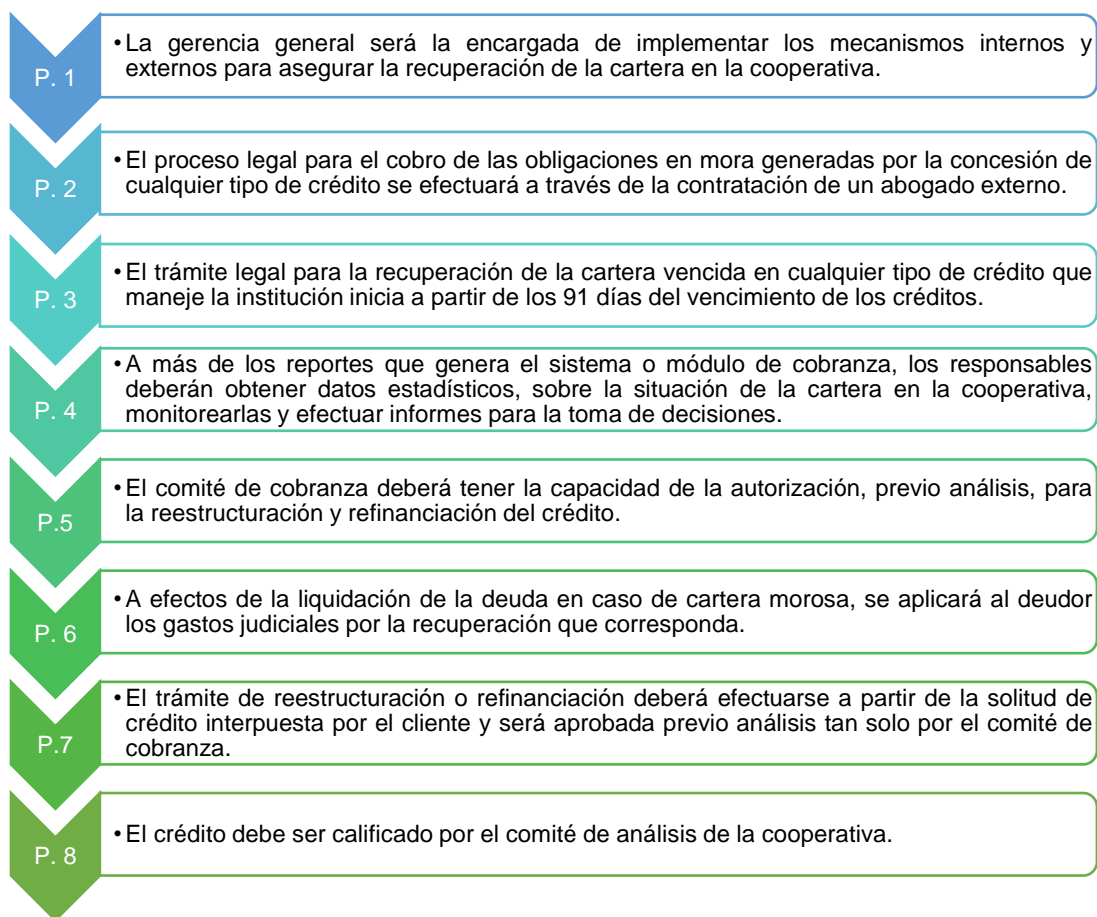 P. 1
•La gerencia general será la encargada de implementar los mecanismos internos y
externos para asegurar la recuperación de la cartera en la cooperativa.
P. 2
•El proceso legal para el cobro de las obligaciones en mora generadas por la concesión de
cualquier tipo de crédito se efectuará a través de la contratación de un abogado externo.
P. 3
•El trámite legal para la recuperación de la cartera vencida en cualquier tipo de crédito que
maneje la institución inicia a partir de los 91 días del vencimiento de los créditos.
P. 4
•A más de los reportes que genera el sistema o módulo de cobranza, los responsables
deberán obtener datos estadísticos, sobre la situación de la cartera en la cooperativa,
monitorearlas y efectuar informes para la toma de decisiones.
P.5
•El comité de cobranza deberá tener la capacidad de la autorización, previo análisis, para
la reestructuración y refinanciación del crédito.
P. 6
•A efectos de la liquidación de la deuda en caso de cartera morosa, se aplicará al deudor
los gastos judiciales por la recuperación que corresponda.
P.7
•El trámite de reestructuración o refinanciación deberá efectuarse a partir de la solitud de
crédito interpuesta por el cliente y será aprobada previo análisis tan solo por el comité de
cobranza.
P. 8
•El crédito debe ser calificado por el comité de análisis de la cooperativa.